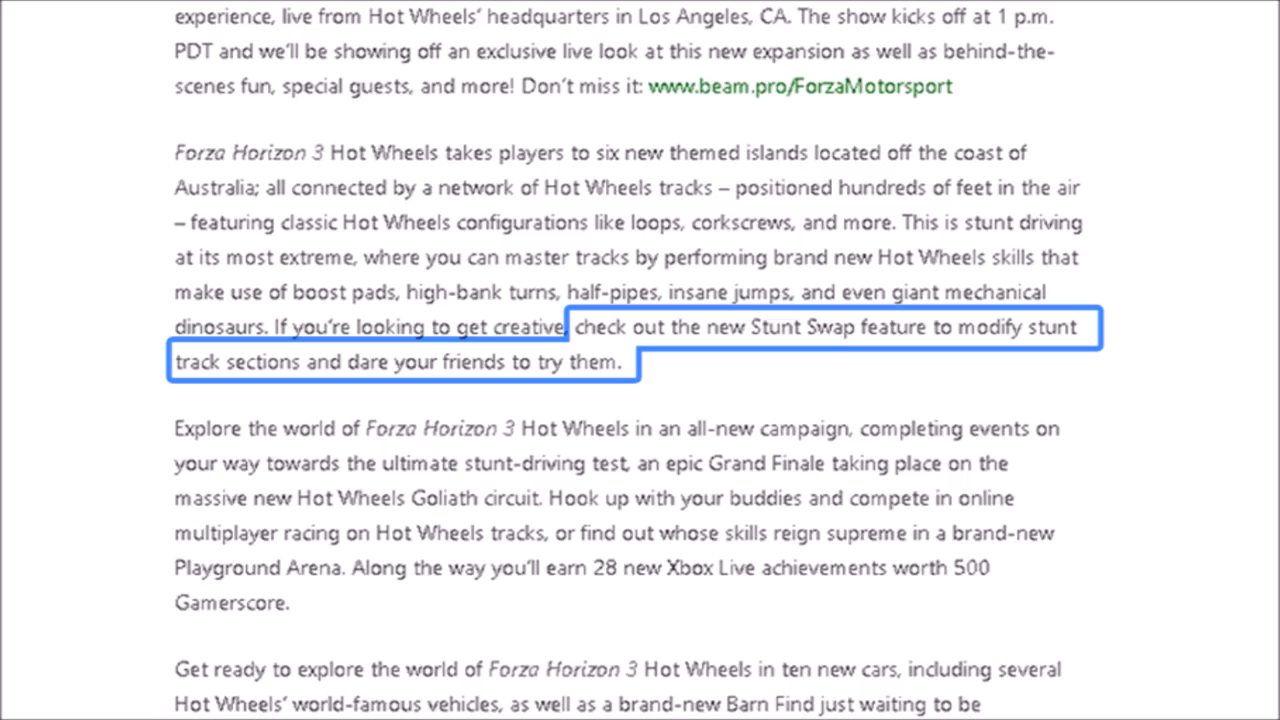 experience, live from Hot Wheels' headquarters in Los Angeles, CA. The show kicks off at 1 p.m.
PDT and we'll be showing off an exclusive live look at this new expansion as well as behind-the-
scenes fun, special guests, and more! Don't miss it: www.beam.pro/ForzaMotorsport
Forza Horizon 3 Hot Wheels takes players to six new themed islands located off the coast of
Australia; all connected by a network of Hot Wheels tracks – positioned hundreds of feet in the air
– featuring classic Hot Wheels configurations like loops, corkscrews, and more. This is stunt driving
at its most extreme, where you can master tracks by performing brand new Hot Wheels skills that
make use of boost pads, high-bank turns, half-pipes, insane jumps, and even giant mechanical
dinosaurs. If you're looking to get creative, check out the new Stunt Swap feature to modify stunt
track sections and dare your friends to try them.
Explore the world of Forza Horizon 3 Hot Wheels in an all-new campaign, completing events on
your way towards the ultimate stunt-driving test, an epic Grand Finale taking place on the
massive new Hot Wheels Goliath circuit. Hook up with your buddies and compete in online
multiplayer racing on Hot Wheels tracks, or find out whose skills reign supreme in a brand-new
Playground Arena. Along the way you'll earn 28 new Xbox Live achievements worth 500
Gamerscore.
Get ready to explore the world of Forza Horizon 3 Hot Wheels in ten new cars, including several
Hot Wheels' world-famous vehicles, as well as a brand-new Barn Find just waiting to be